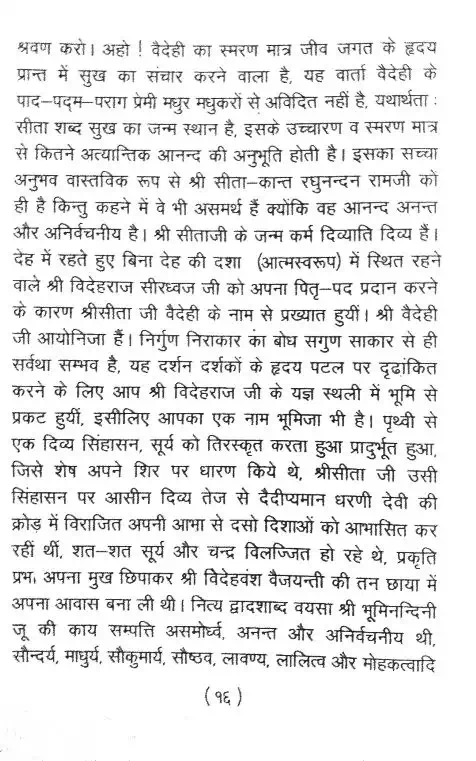 श्रवण करो। अहो ! वैदेही का स्मरण मात्र जीव जगत के हृदय
प्रान्त में सुख का संचार करने वाला है, यह वार्ता वैदेही के
पाद-पद्म-पराग प्रेमी मधुर मधुकरों से अविदित नहीं है, यथार्थता :
सीता शब्द सुख का जन्म स्थान है, इसके उच्चारण व स्मरण मात्र
से कितने अत्यान्तिक आनन्द की अनुभूति होती है। इसका सच्चा
अनुभव वास्तविक रूप से श्री सीता-कान्त रघुनन्दन रामजी को
ही है किन्तु कहने में वे भी असमर्थ हैं क्योंकि वह आनन्द अनन्त
और अनिर्वचनीय है। श्री सीताजी के जन्म कर्म दिव्याति दिव्य हैं।
देह में रहते हुए बिना देह की दशा (आत्मस्वरूप) में स्थित रहने
वाले श्री विदेहराज सीरध्वज जी को अपना पितृ-पद प्रदान करने
के कारण श्रीसीता जी वैदेही के नाम से प्रख्यात हुयीं। श्री वैदेही
जी आयोनिजा हैं। निर्गुण निराकार का बोध सगुण साकार से ही
सर्वथा सम्भव है, यह दर्शन दर्शकों के हृदय पटल पर दृढांकित
करने के लिए आप श्री विदेहराज जी के यज्ञ स्थली में भूमि से
प्रकट हुयीं, इसीलिए आपका एक नाम भूमिजा भी है। पृथ्वी से
एक दिव्य सिंहासन, सूर्य को तिरस्कृत करता हुआ प्रादुर्भूत हुआ,
जिसे शेष अपने शिर पर धारण किये थे, श्रीसीता जी उसी
सिंहासन पर आसीन दिव्य तेज से दैदीप्यमान धरणी देवी की
क्रोड़ में विराजित अपनी आभा से दसो दिशाओं को आभासित कर
रहीं थीं, शत-शत सूर्य और चन्द्र विलज्जित हो रहे थे, प्रकृति
प्रभा अपना मुख छिपाकर श्री विदेहवंश वैजयन्ती की तन छाया में
अपना आवास बना ली थी। नित्य द्वादशाब्द वयसा श्री भूमिनन्दिनी
जू की काय सम्पत्ति असमोर्ध्व, अनन्त और अनिर्वचनीय थी,
सौन्दर्य, माधुर्य, सौकुमार्य, सौष्ठव, लावण्य, लालित्व और मोहकत्वादि
(१६)